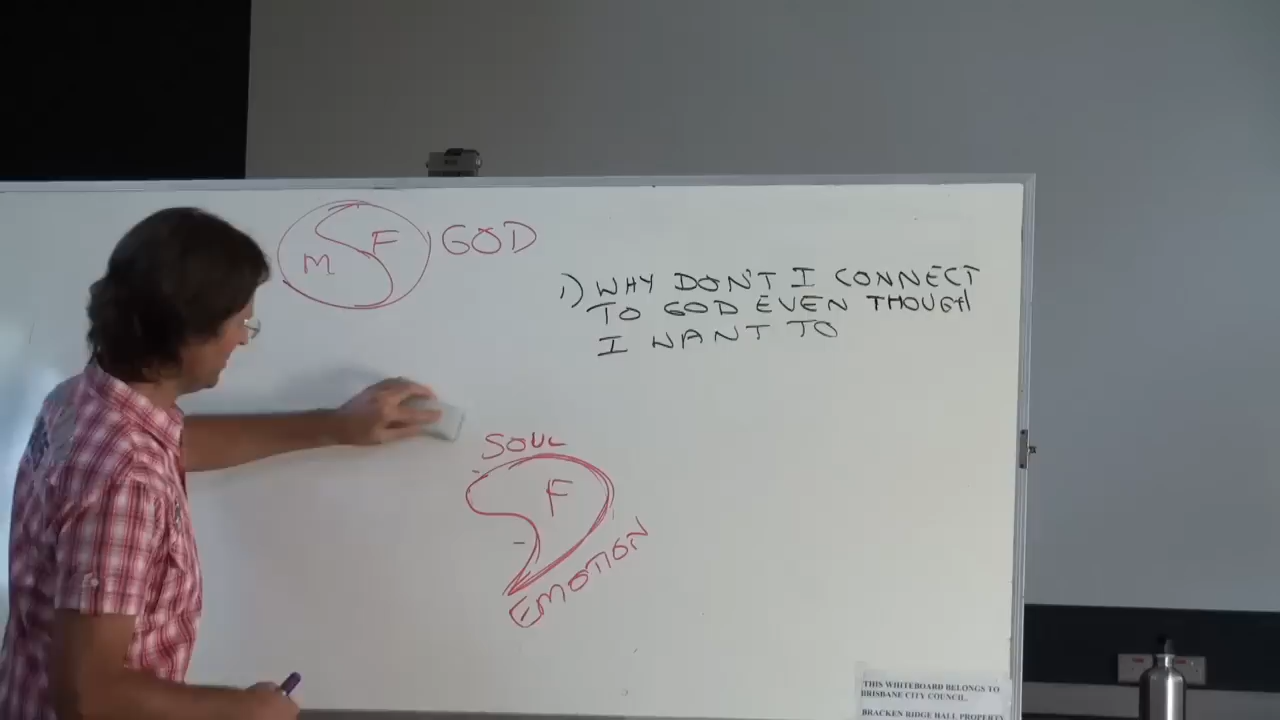 M F GOD
1) WHY DON'T I CONNECT
TO GOD EVEN THOUGH
I WANT TO
SOUL
F
EMOTION
THIS WHITEBOARD BELONGS TO
BRISBANE CITY COUNCIL.
BRACKEN RIDGE HALL PROPERTY